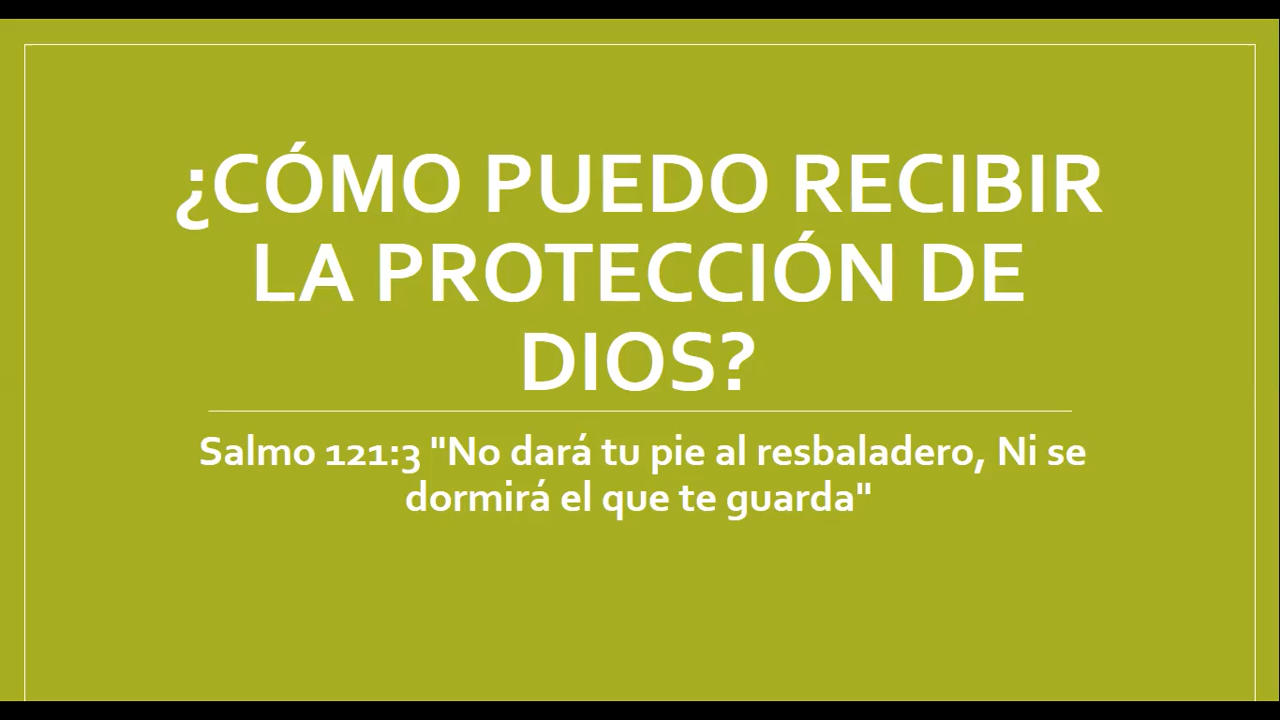 ¿CÓMO PUEDO RECIBIR
LA PROTECCIÓN DE
DIOS?
Salmo 121:3 "No dará tu pie al resbaladero, Ni se
dormirá el que te guarda"